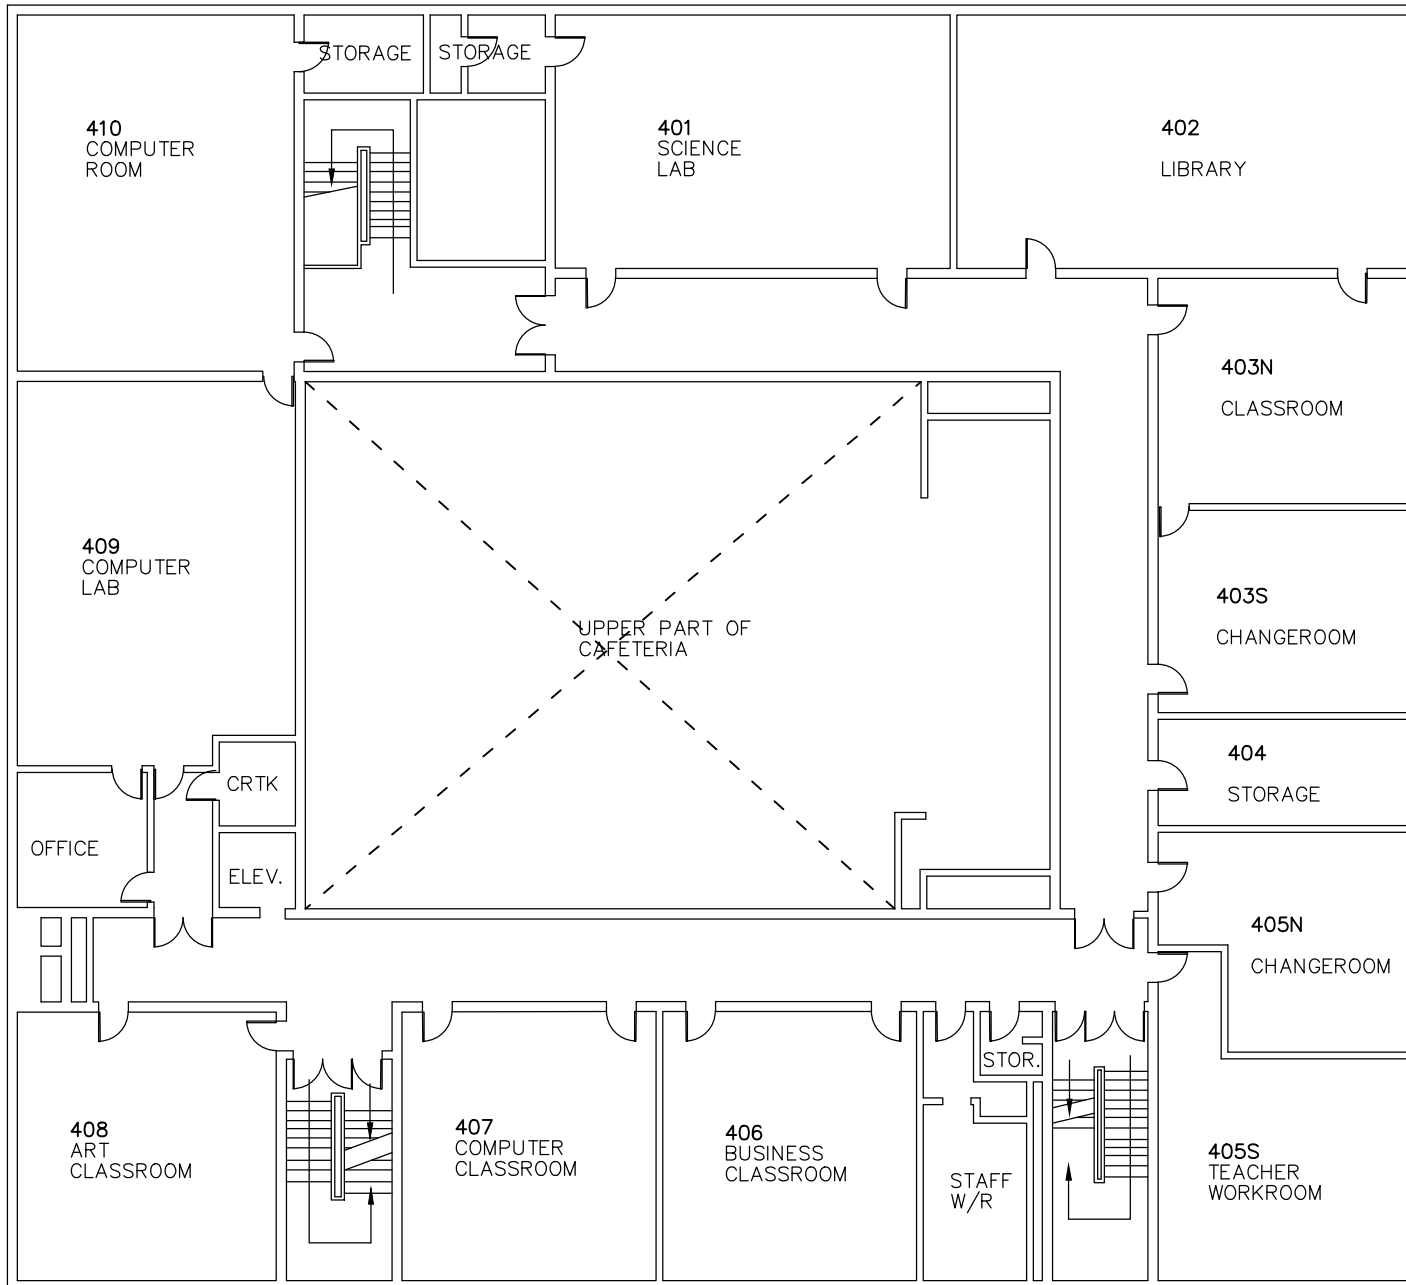 STORAGE
STORAGE
410
COMPUTER
ROOM
401
SCIENCE
LAB
402
LIBRARY
403N
CLASSROOM
409
COMPUTER
LAB
403S
CHANGEROOM
UPPER PART OF
CAFETERIA
404
STORAGE
CRTK
OFFICE
ELEV.
405N
CHANGEROOM
STOR.
408
ART
CLASSROOM
407
COMPUTER
CLASSROOM
406
BUSINESS
CLASSROOM
STAFF
W/R
405S
TEACHER
WORKROOM